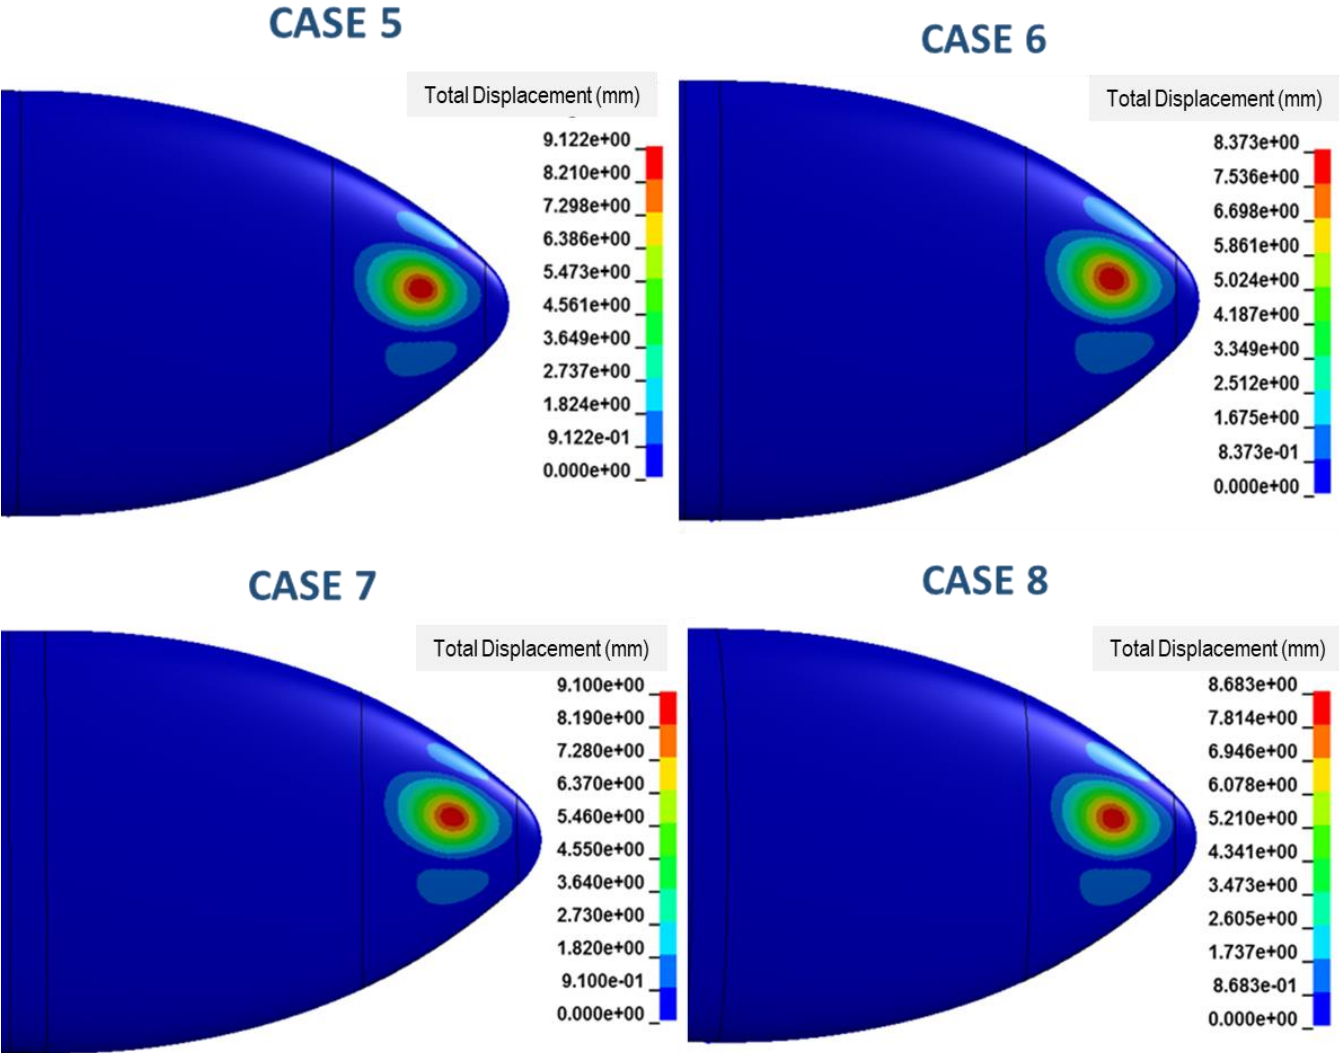 CASE 5
Total Displacement (mm)
9.122e+00
8.210e+00
7.298e+00
6.386e+00
5.473e+00
4.561e+00
3.649e+00
2.737e+00
1.824e+00
9.122e-01
0.000e+00
CASE 6
Total Displacement (mm)
8.373e+00
7.536e+00
6.698e+00
5.861e+00
5.024e+00
4.187e+00
3.349e+00
2.512e+00
1.675e+00
8.373e-01
0.000e+00
CASE 7
Total Displacement (mm)
9.100e+00
8.190e+00
7.280e+00
6.370e+00
5.460e+00
4.550e+00
3.640e+00
2.730e+00
1.820e+00
9.100e-01
0.000e+00
CASE 8
Total Displacement (mm)
8.683e+00
7.814e+00
6.946e+00
6.078e+00
5.210e+00
4.341e+00
3.473e+00
2.605e+00
1.737e+00
8.683e-01
0.000e+00